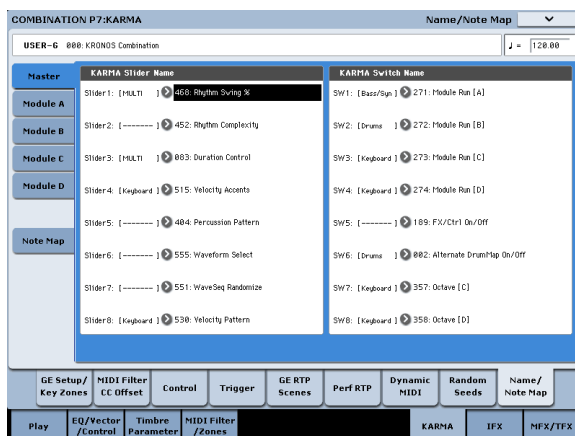 COMBINATION P7:KARMA
Name/Note Map
USER-G 000: KRONOS Combination
♩= 120.00
Master
Module A
Module B
Module C
Module D
Note Map
KARMA Slider Name
Slider1: [MULTI ] 468: Rhythm Swing %
Slider2: [-------] 452: Rhythm Complexity
Slider3: [MULTI ] 083: Duration Control
Slider4: [Keyboard ] 515: Velocity Accents
Slider5: [-------] 404: Percussion Pattern
Slider6: [-------] 555: Waveform Select
Slider7: [-------] 551: WaveSeq Randomize
Slider8: [Keyboard ] 530: Velocity Pattern
KARMA Switch Name
SW1: [Bass/Syn ] 271: Module Run [A]
SW2: [Drums ] 272: Module Run [B]
SW3: [Keyboard ] 273: Module Run [C]
SW4: [Keyboard ] 274: Module Run [D]
SW5: [-------] 189: FX/Ctrl On/Off
SW6: [Drums ] 002: Alternate DrumMap On/Off
SW7: [Keyboard ] 357: Octave [C]
SW8: [Keyboard ] 358: Octave [D]
GE Setup/
Key Zones
MIDI Filter
CC Offset
Control
Trigger
GE RTP
Scenes
Perf RTP
Dynamic
MIDI
Random
Seeds
Name/
Note Map
Play
EQ/Vector
/Control
Timbre
Parameter
MIDI Filter
/Zones
KARMA
IFX
MFX/TFX